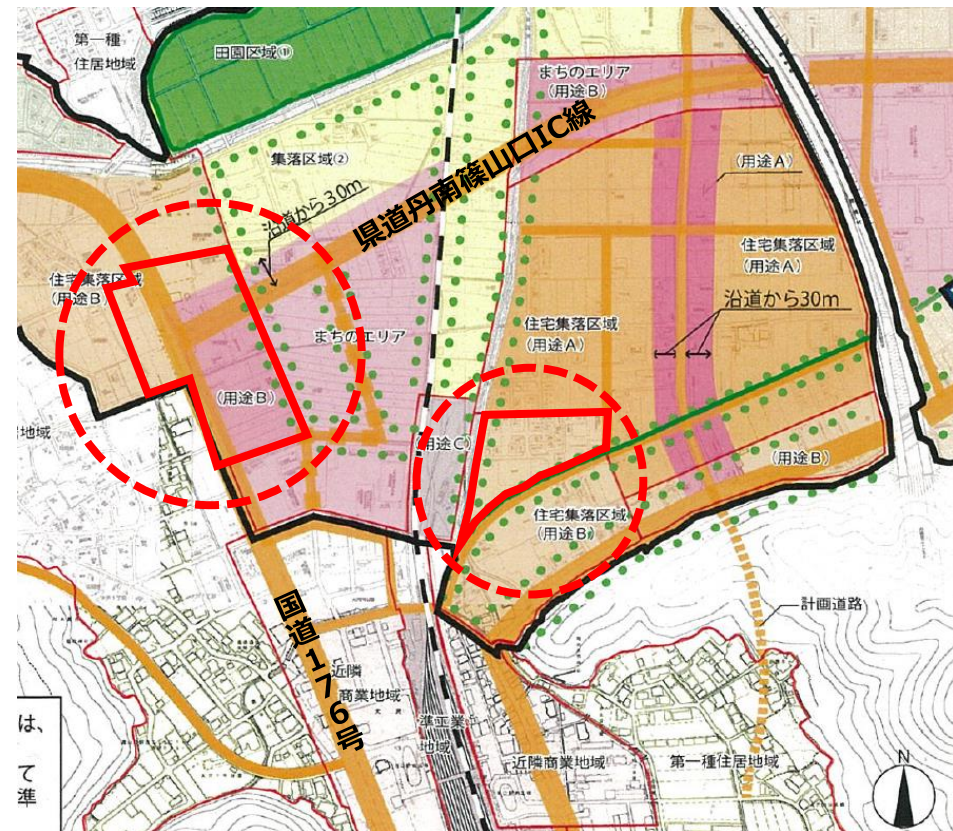 第一種
住居地域
田園区域①
まちのエリア
(用途B)
集落区域②
沿道から30m
県道丹南篠山口IC線
(用途A)
住宅集落区域
(用途A)
住宅集落区域
(用途B
沿道から30m
まちのエリア
住宅集落区域
(用途A)
(用途B)
地域
(用途C)
(用途B)
住宅集落区域
用途B)
計画道路
国道176号
近隣
商業地域
準工業
地域
近隣商業地域
第一種住居地域
は、
て
準
N